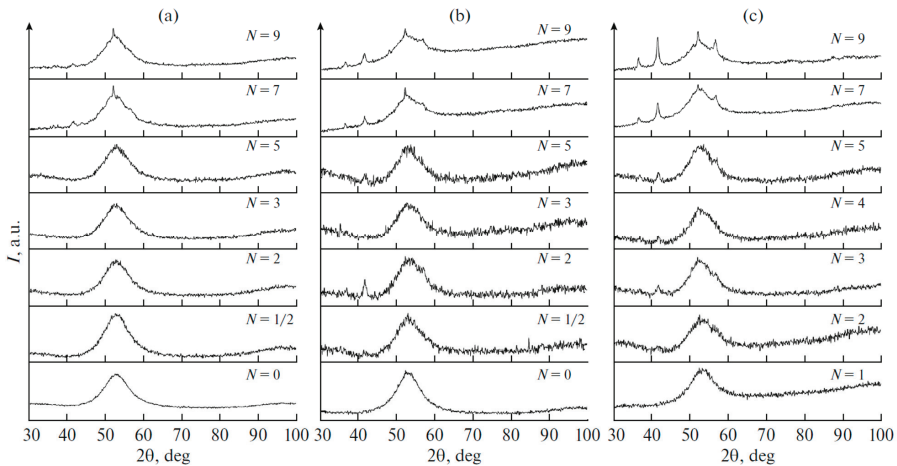 (a)
N = 9
N = 7
N = 5
N = 3
N = 2
N = 1/2
N = 0
30 40 50 60 70 80 90 100
2θ, deg
I, a.u.
(b)
N = 9
N = 7
N = 5
N = 3
N = 2
N = 1/2
N = 0
30 40 50 60 70 80 90 100
2θ, deg
(c)
N = 9
N = 7
N = 5
N = 4
N = 3
N = 2
N = 1
30 40 50 60 70 80 90 100
2θ, deg